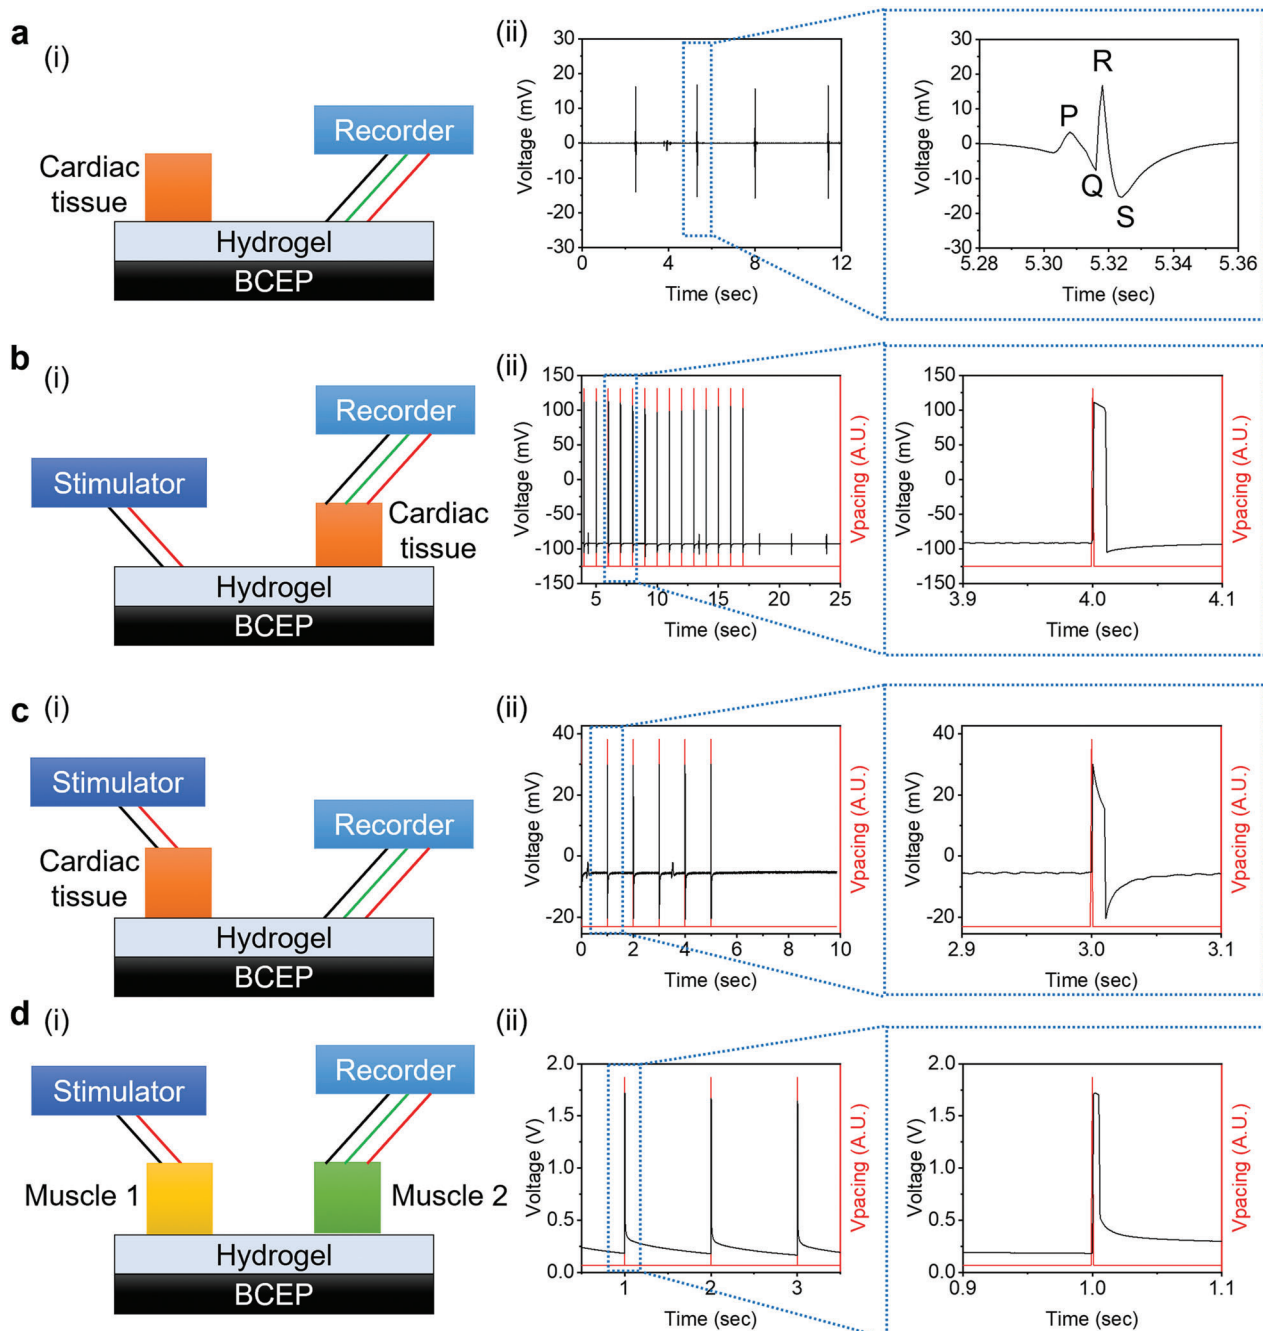 a
(i)
Recorder
Cardiac
tissue
Hydrogel
BCEP
(ii)
Voltage (mV)
30
20
10
0
-10
-20
-30
0 4 8 12
Time (sec)
Voltage (mV)
30
20
10
0
-10
-20
-30
P
Q
R
S
5.28 5.30 5.32 5.34 5.36
Time (sec)
b
(i)
Recorder
Stimulator
Cardiac
tissue
Hydrogel
BCEP
(ii)
Voltage (mV)
150
100
50
0
-50
-100
-150
5 10 15 20 25
Time (sec)
Vpacing (A.U.)
Voltage (mV)
150
100
50
0
-50
-100
-150
3.9 4.0 4.1
Time (sec)
Vpacing (A.U.)
c
(i)
Stimulator
Recorder
Cardiac
tissue
Hydrogel
BCEP
(ii)
Voltage (mV)
40
20
0
-20
0 2 4 6 8 10
Time (sec)
Vpacing (A.U.)
Voltage (mV)
40
20
0
-20
2.9 3.0 3.1
Time (sec)
Vpacing (A.U.)
d
(i)
Stimulator
Recorder
Muscle 1
Muscle 2
Hydrogel
BCEP
(ii)
Voltage (V)
2.0
1.5
1.0
0.5
0.0
1 2 3
Time (sec)
Vpacing (A.U.)
Voltage (V)
2.0
1.5
1.0
0.5
0.0
0.9 1.0 1.1
Time (sec)
Vpacing (A.U.)